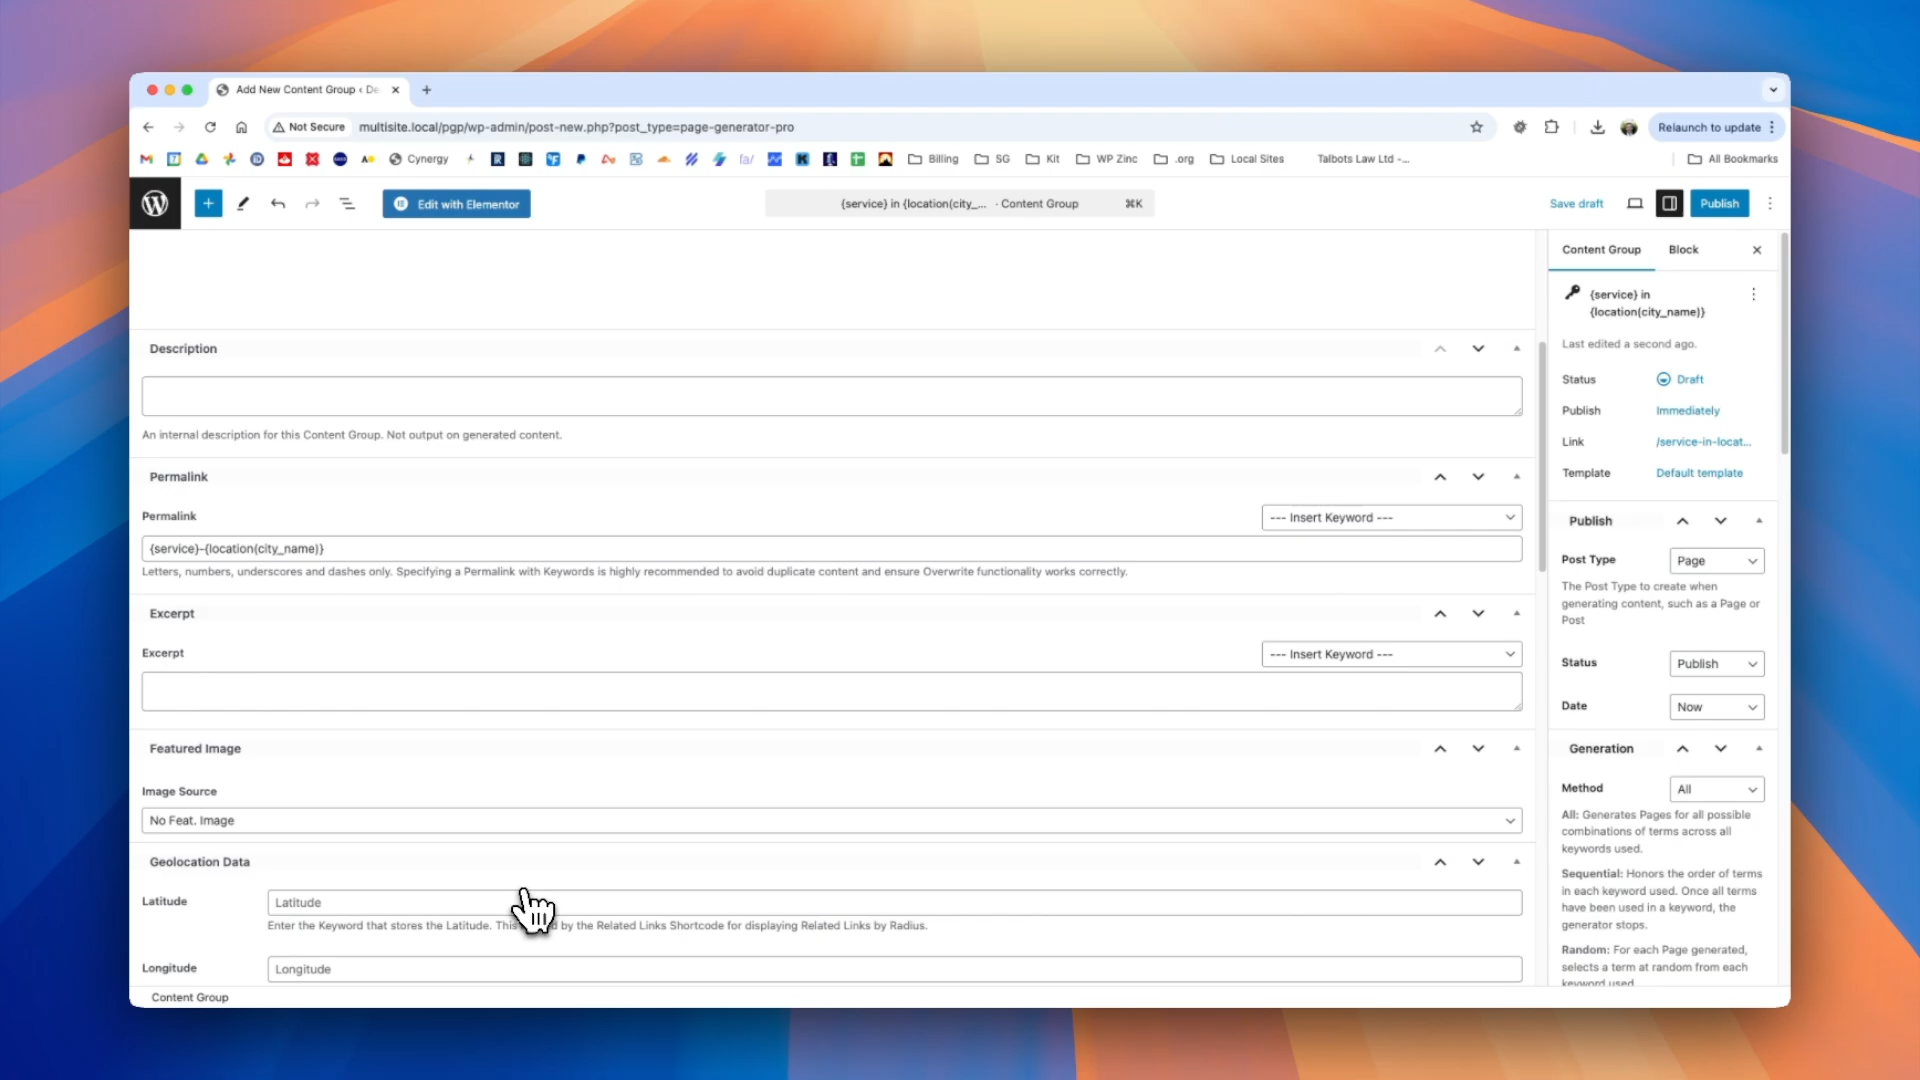 Add New Content Group ‹ De
Not Secure
multisite.local/pgp/wp-admin/post-new.php?post_type=page-generator-pro
Relaunch to update
Cynergy
fa/
Billing
SG
Kit
WP Zinc
.org
Local Sites
Talbots Law Ltd -...
All Bookmarks
Edit with Elementor
{service} in {location(city_... · Content Group
⌘K
Save draft
Publish
Content Group
Block
{service} in
{location(city_name)}
Last edited a second ago.
Status
Draft
Publish
Immediately
Link
/service-in-locat...
Template
Default template
Description
An internal description for this Content Group. Not output on generated content.
Permalink
Permalink
--- Insert Keyword ---
{service}-{location(city_name)}
Letters, numbers, underscores and dashes only. Specifying a Permalink with Keywords is highly recommended to avoid duplicate content and ensure Overwrite functionality works correctly.
Excerpt
Excerpt
--- Insert Keyword ---
Featured Image
Image Source
No Feat. Image
Geolocation Data
Latitude
Latitude
Enter the Keyword that stores the Latitude. This by the Related Links Shortcode for displaying Related Links by Radius.
Longitude
Longitude
Content Group
Publish
Post Type
Page
The Post Type to create when
generating content, such as a Page or
Post
Status
Publish
Date
Now
Generation
Method
All
All: Generates Pages for all possible
combinations of terms across all
keywords used.
Sequential: Honors the order of terms
in each keyword used. Once all terms
have been used in a keyword, the
generator stops.
Random: For each Page generated,
selects a term at random from each
keyword used